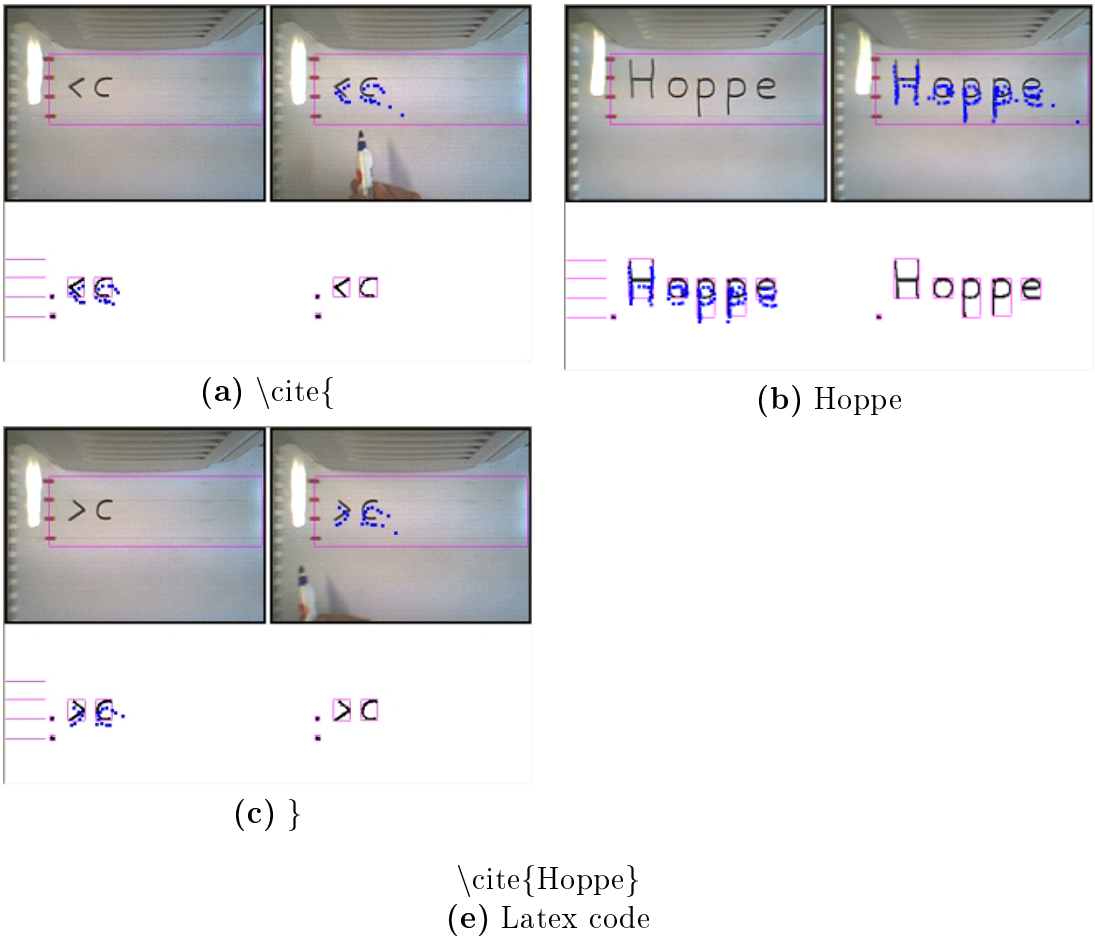 < c
< c
Hoppe
Hoppe
< c
< c
Hoppe
Hoppe
(a) \cite{
(b) Hoppe
> c
> c
> c
> c
(c) }
\cite{Hoppe}
(e) Latex code